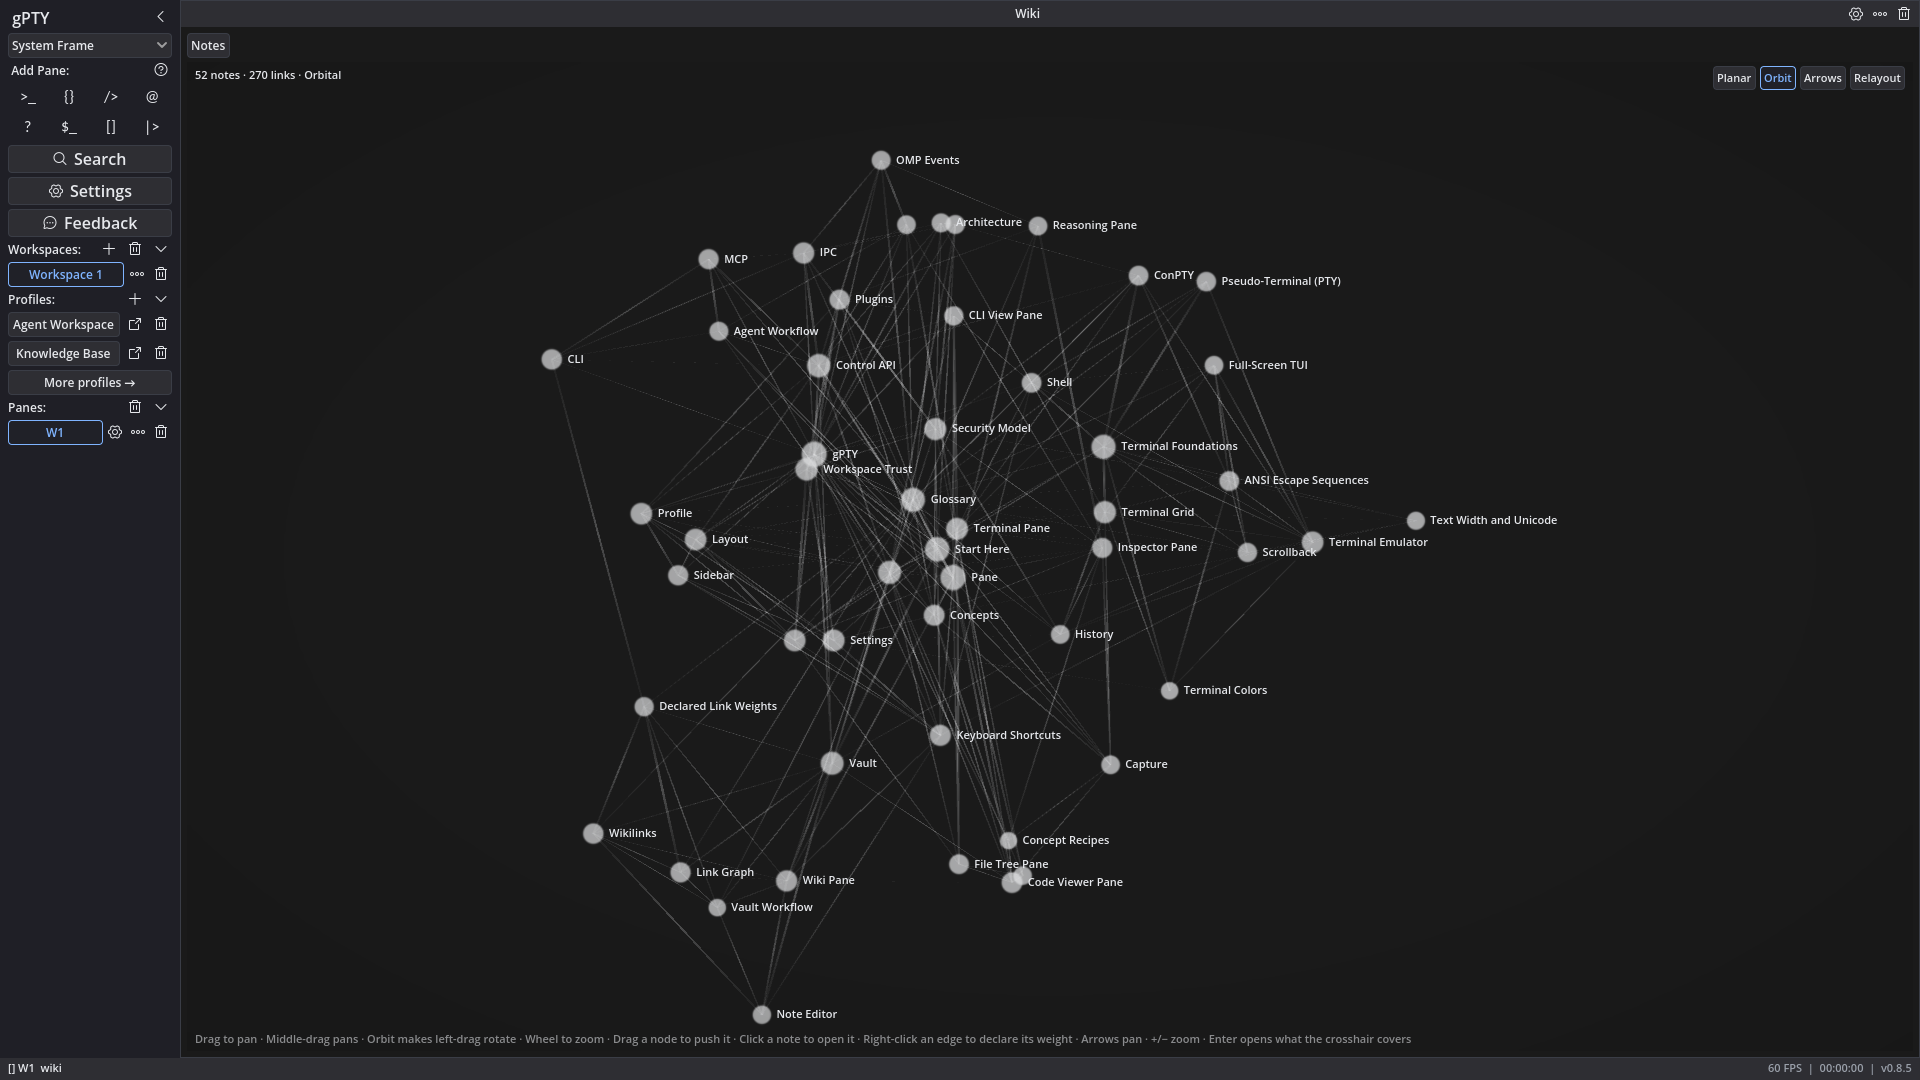 gPTY
System Frame
Add Pane:
>_ {} /> @
? $_ [] |>
Search
Settings
Feedback
Workspaces:
Workspace 1
Profiles:
Agent Workspace
Knowledge Base
More profiles →
Panes:
W1
Wiki
Notes
52 notes · 270 links · Orbital
Planar Orbit Arrows Relayout
OMP Events
Architecture
Reasoning Pane
IPC
MCP
ConPTY
Pseudo-Terminal (PTY)
Plugins
CLI View Pane
Agent Workflow
CLI
Control API
Full-Screen TUI
Shell
Security Model
Terminal Foundations
gPTY
Workspace Trust
ANSI Escape Sequences
Glossary
Profile
Terminal Grid
Text Width and Unicode
Terminal Pane
Layout
Terminal Emulator
Start Here
Inspector Pane
Scrollback
Sidebar
Pane
Concepts
History
Settings
Terminal Colors
Declared Link Weights
Keyboard Shortcuts
Vault
Capture
Wikilinks
Concept Recipes
File Tree Pane
Link Graph
Wiki Pane
Code Viewer Pane
Vault Workflow
Note Editor
Drag to pan · Middle-drag pans · Orbit makes left-drag rotate · Wheel to zoom · Drag a node to push it · Click a note to open it · Right-click an edge to declare its weight · Arrows pan · +/− zoom · Enter opens what the crosshair covers
[] W1 wiki
60 FPS | 00:00:00 | v0.8.5